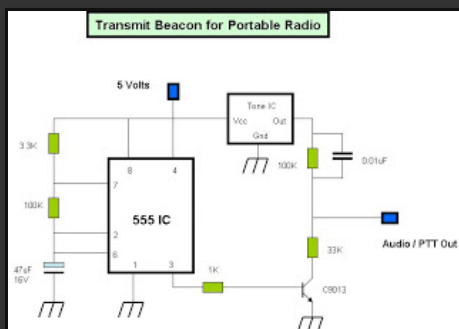 Transmit Beacon for Portable Radio
5 Volts
Tone IC
Vcc Out
Gnd
3.3K
8 4
100K
0.01uF
7
100K
555 IC
2
6
Audio / PTT Out
33K
47uF
16V
1 3
1K
C9013